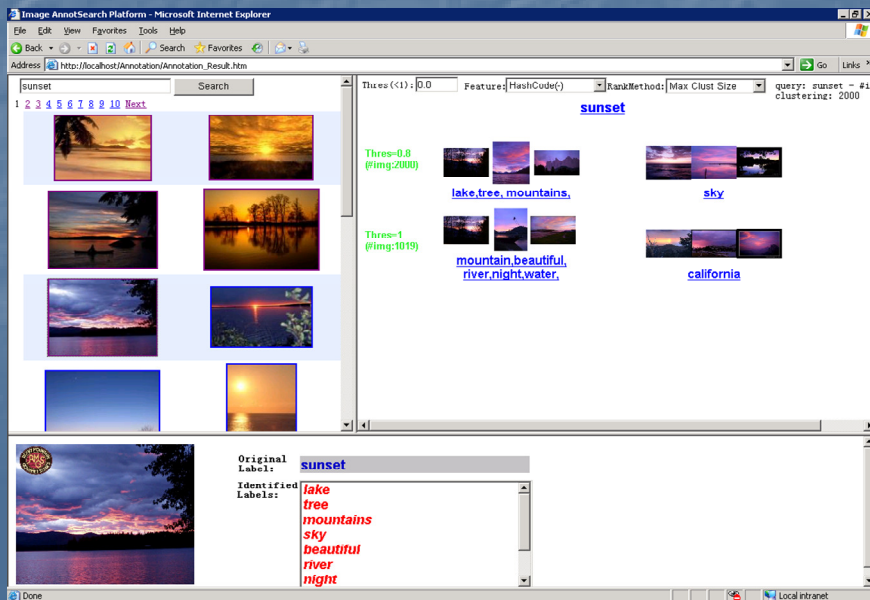 Image AnnotSearch Platform - Microsoft Internet Explorer
File Edit View Favorites Tools Help
Back Search Favorites
Address http://localhost/Annotation/Annotation_Result.htm Go Links
sunset Search
1 2 3 4 5 6 7 8 9 10 Next
Thres(<1): 0.0 Feature: HashCode(-) RankMethod: Max Clust Size query: sunset - #i
clustering: 2000
sunset
Thres=0.8
(#img:2000)
lake,tree, mountains,
sky
Thres=1
(#img:1019)
mountain,beautiful,
river,night,water,
california
Original
Label:
sunset
Identified
Labels:
lake
tree
mountains
sky
beautiful
river
night
Done Local intranet